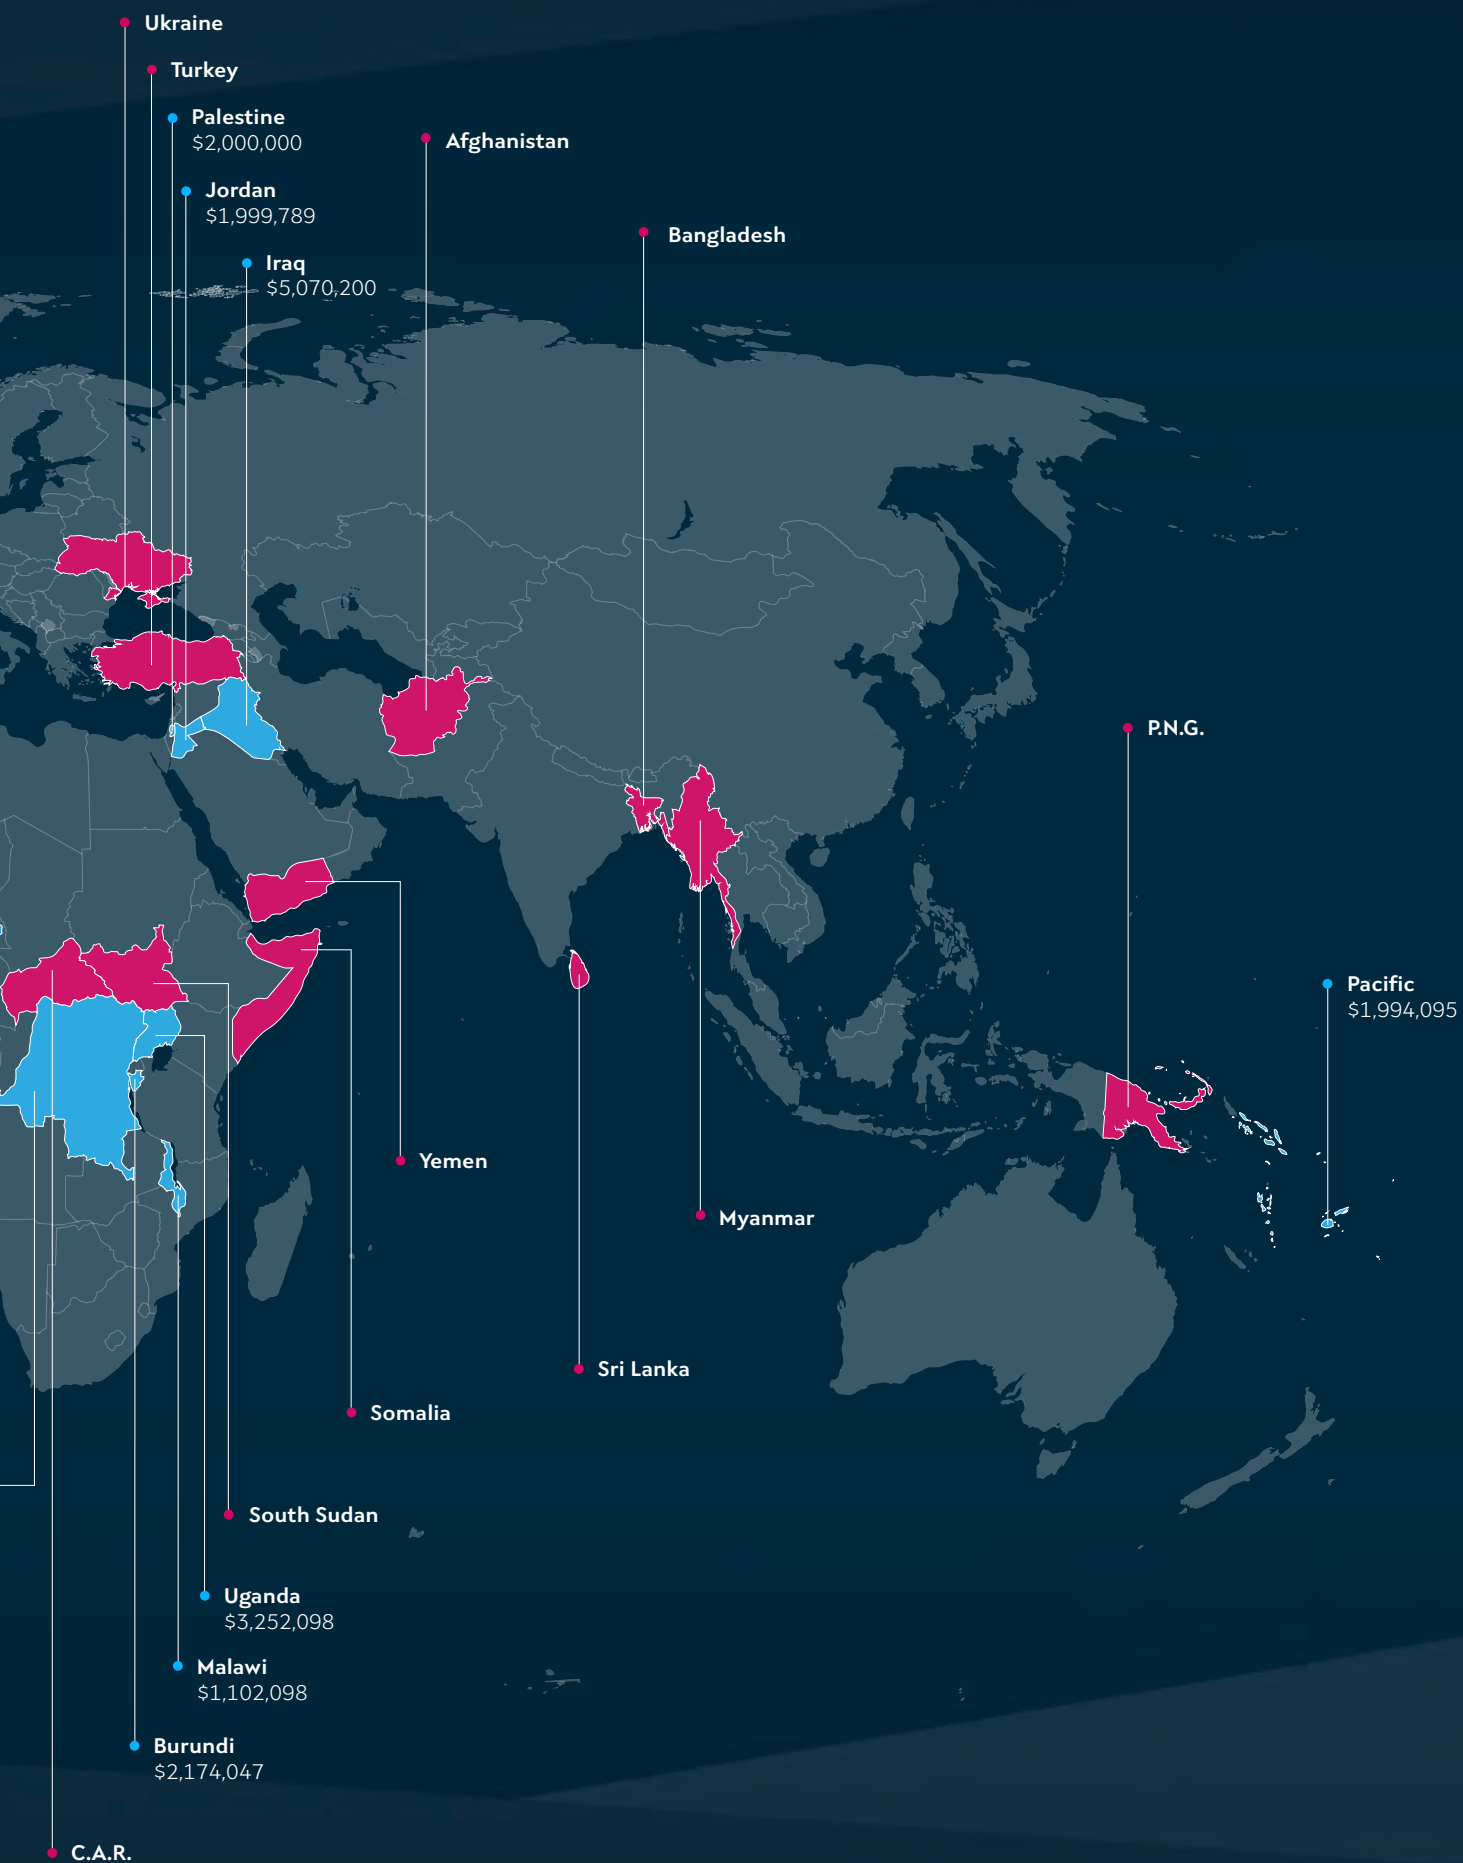 Ukraine
Turkey
Palestine
$2,000,000
Afghanistan
Jordan
$1,999,789
Bangladesh
Iraq
$5,070,200
P.N.G.
Pacific
$1,994,095
Yemen
Myanmar
Sri Lanka
Somalia
South Sudan
Uganda
$3,252,098
Malawi
$1,102,098
Burundi
$2,174,047
C.A.R.